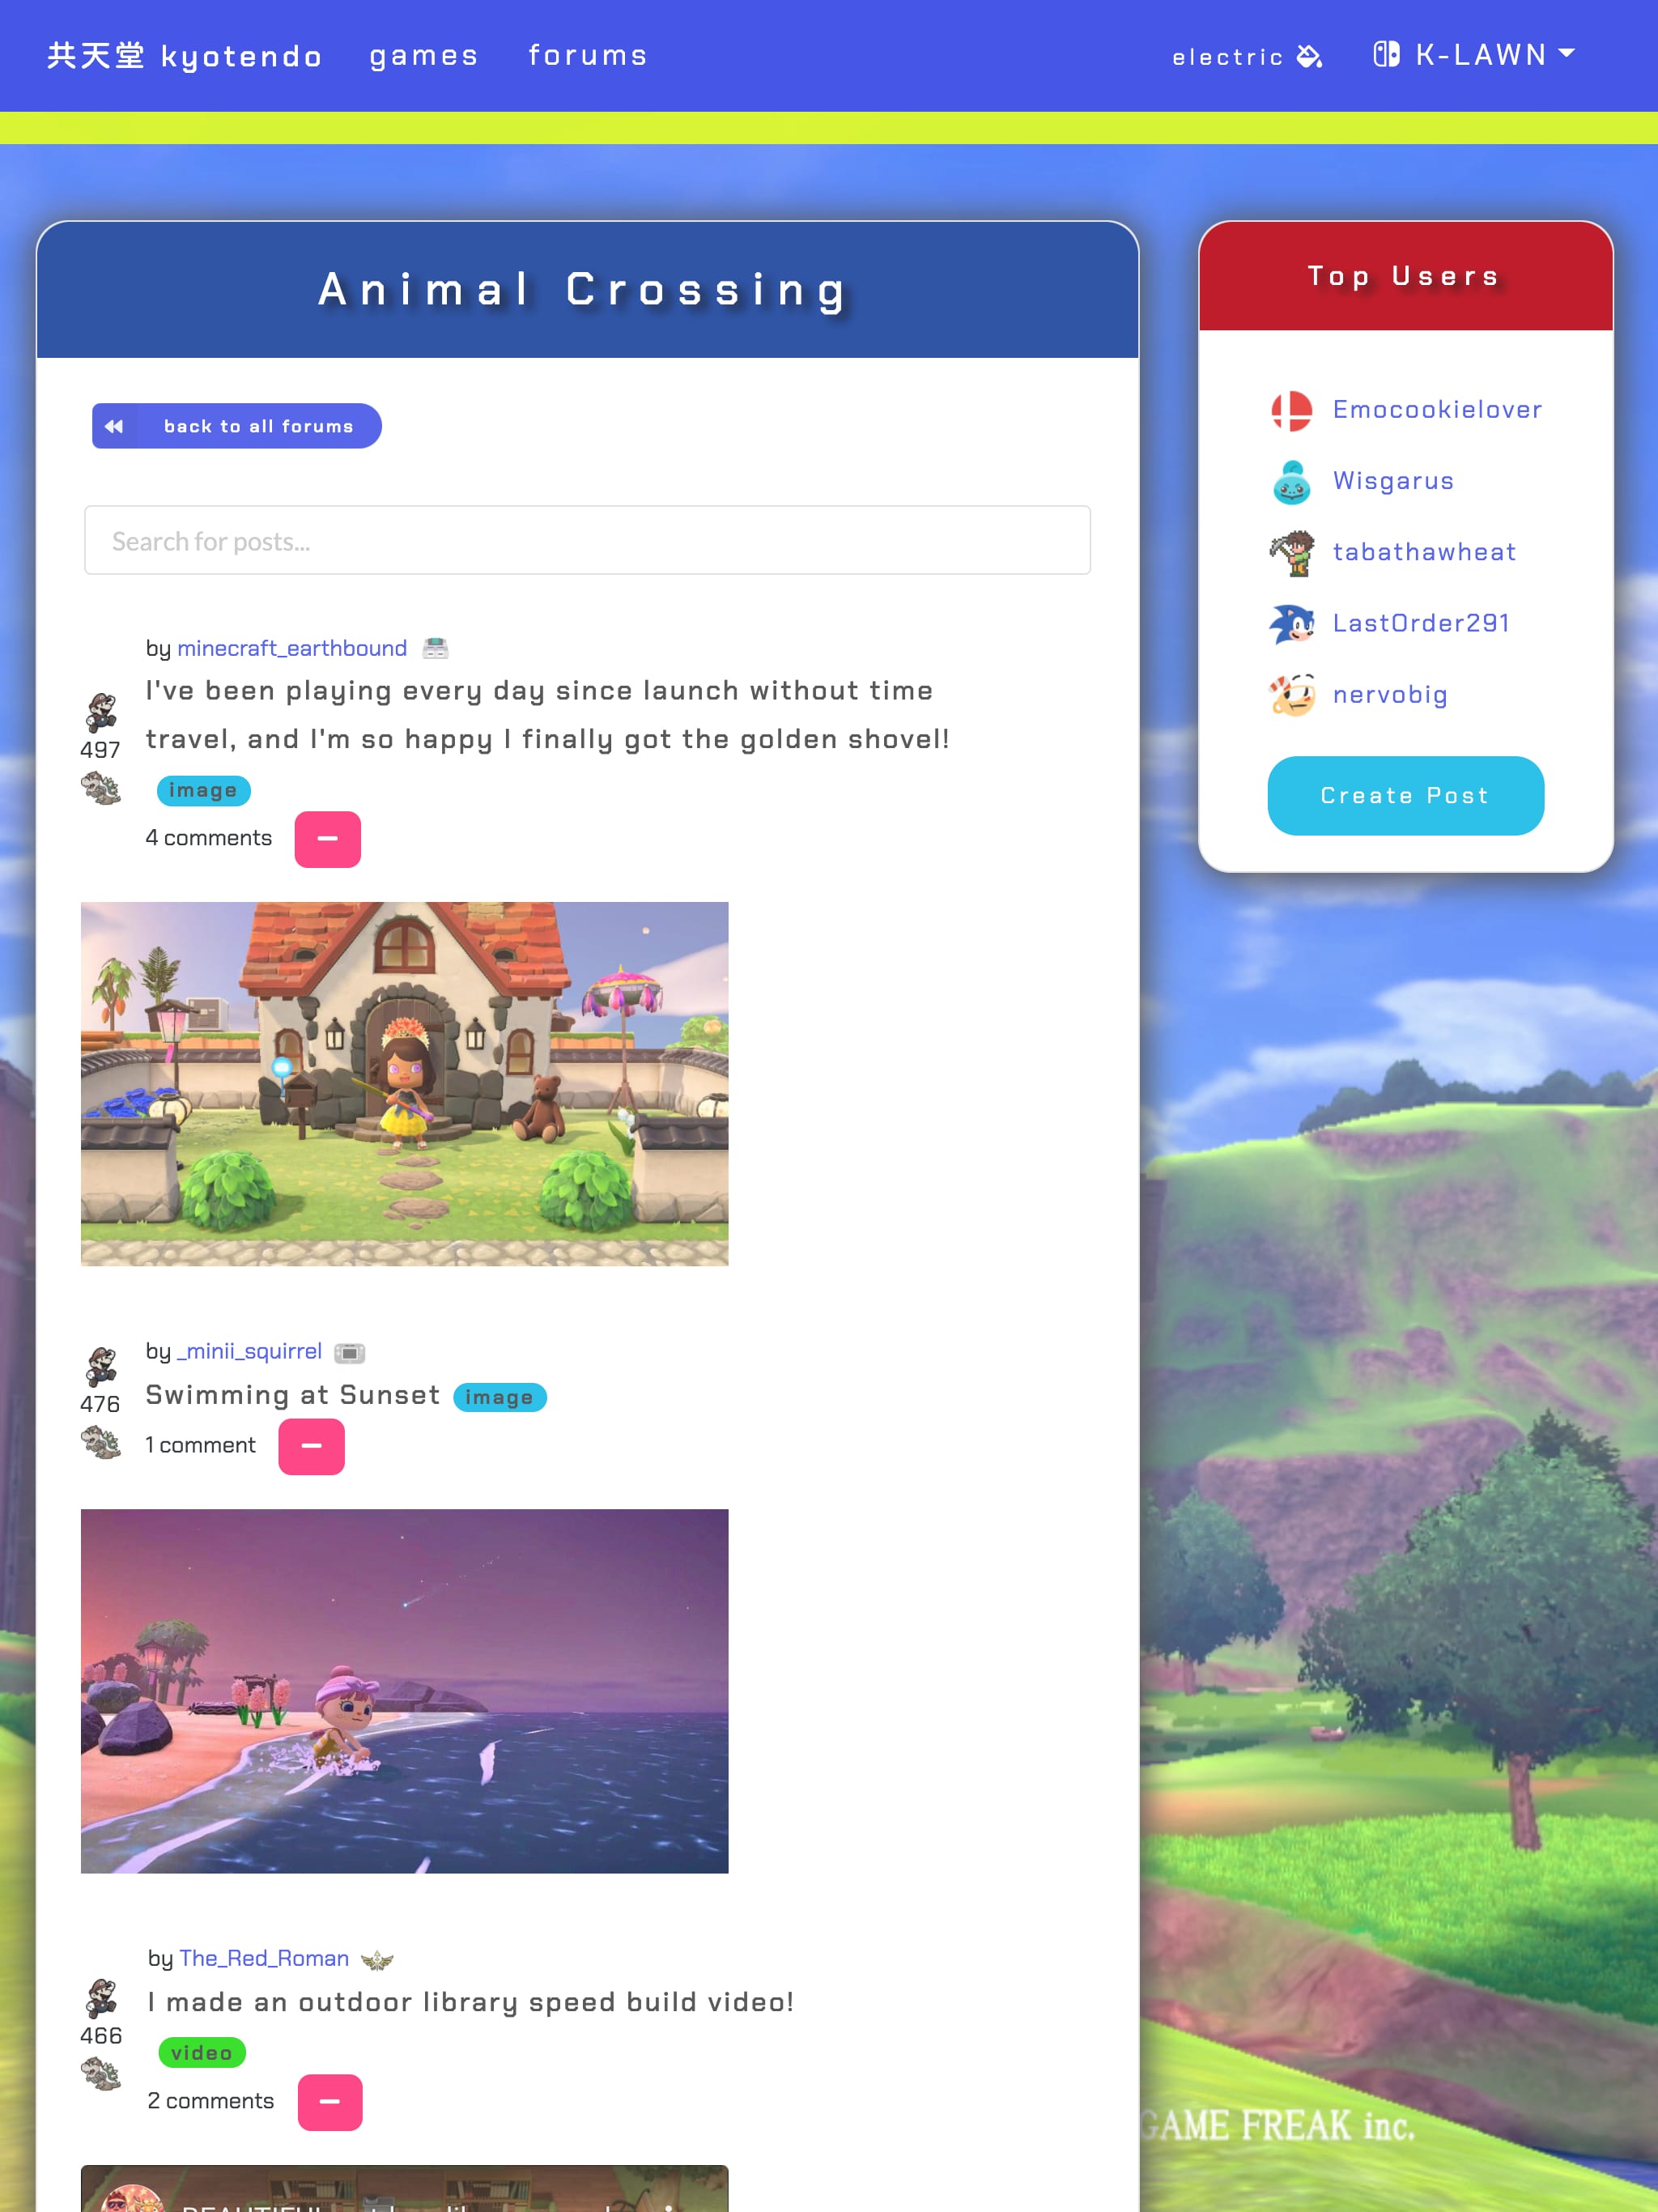 共天堂 kyotendo games forums electric K-LAWN
Animal Crossing
back to all forums
Search for posts...
by minecraft_earthbound
I've been playing every day since launch without time
travel, and I'm so happy I finally got the golden shovel!
497
image
4 comments
by _minii_squirrel
476
Swimming at Sunset image
1 comment
by The_Red_Roman
I made an outdoor library speed build video!
466
video
2 comments
Top Users
Emocookielover
Wisgarus
tabathawheat
LastOrder291
nervobig
Create Post
GAME FREAK inc.